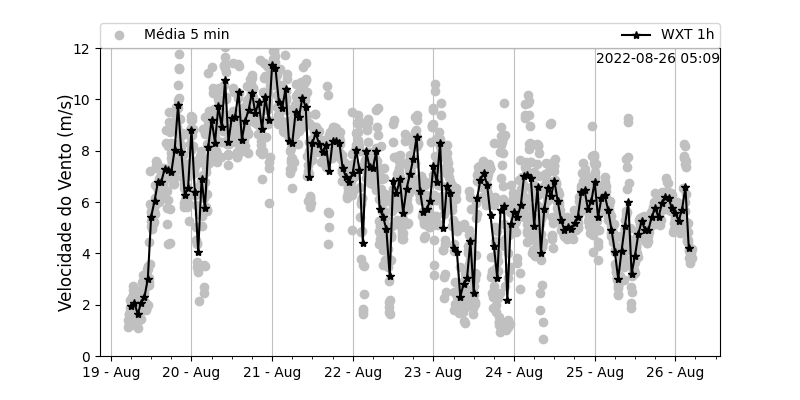 Média 5 min
WXT 1h
2022-08-26 05:09
Velocidade do Vento (m/s)
12
10
8
6
4
2
0
19 - Aug 20 - Aug 21 - Aug 22 - Aug 23 - Aug 24 - Aug 25 - Aug 26 - Aug